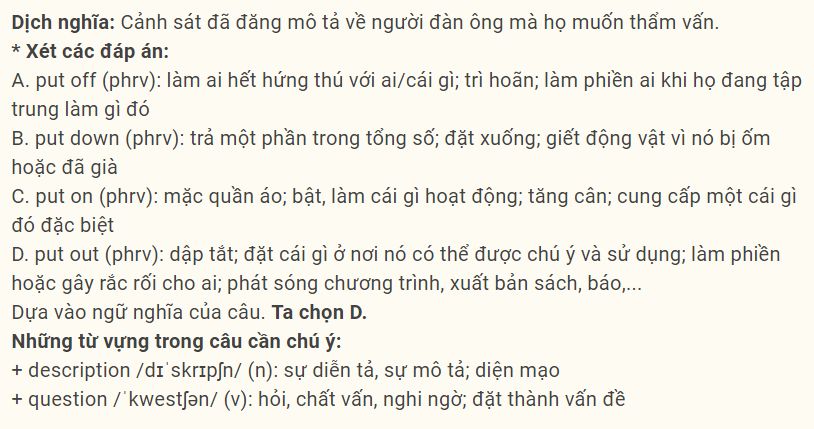 Dịch nghĩa: Cảnh sát đã đăng mô tả về người đàn ông mà họ muốn thẩm vấn.
* Xét các đáp án:
A. put off (phrv): làm ai hết hứng thú với ai/cái gì; trì hoãn; làm phiền ai khi họ đang tập
trung làm gì đó
B. put down (phrv): trả một phần trong tổng số; đặt xuống; giết động vật vì nó bị ốm
hoặc đã già
C. put on (phrv): mặc quần áo; bật, làm cái gì hoạt động; tăng cân; cung cấp một cái gì
đó đặc biệt
D. put out (phrv): dập tắt; đặt cái gì ở nơi nó có thể được chú ý và sử dụng; làm phiền
hoặc gây rắc rối cho ai; phát sóng chương trình, xuất bản sách, báo,...
Dựa vào ngữ nghĩa của câu. Ta chọn D.
Những từ vựng trong câu cần chú ý:
+ description /dɪˈskrɪpʃn/ (n): sự diễn tả, sự mô tả; diện mạo
+ question /ˈkwestʃən/ (v): hỏi, chất vấn, nghi ngờ; đặt thành vấn đề